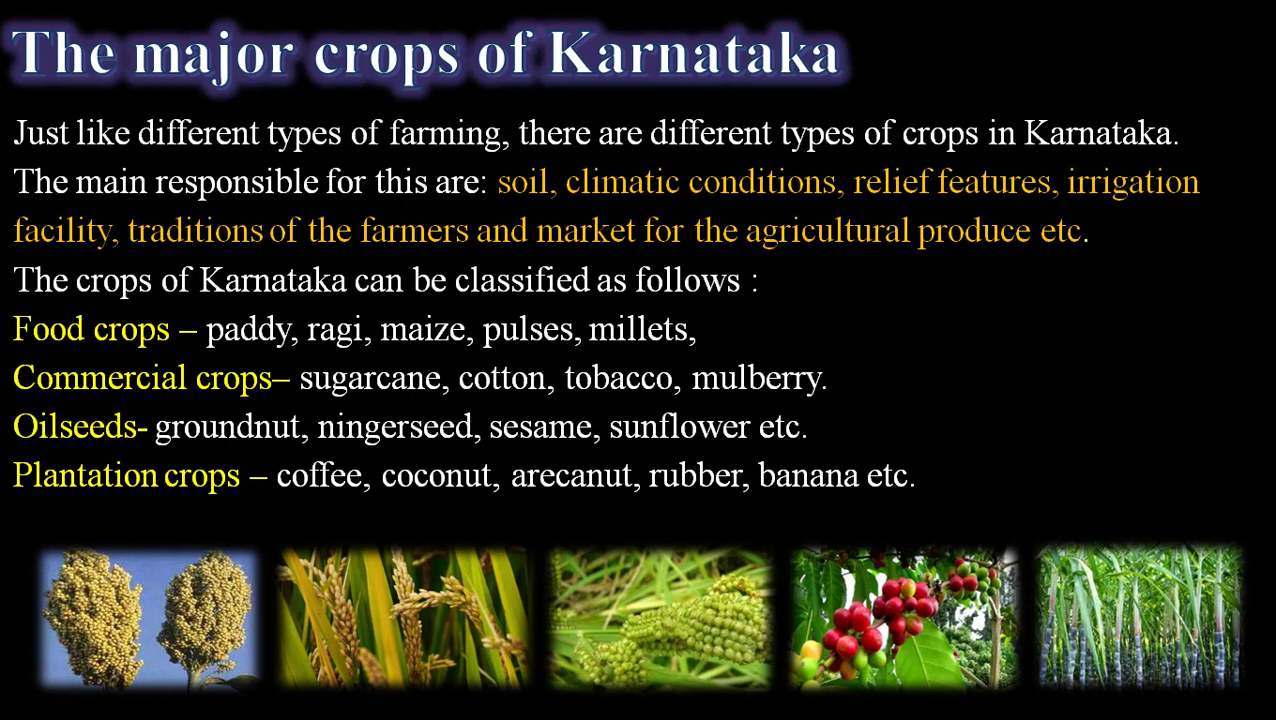 The major crops of Karnataka
Just like different types of farming, there are different types of crops in Karnataka.
The main responsible for this are: soil, climatic conditions, relief features, irrigation
facility, traditions of the farmers and market for the agricultural produce etc.
The crops of Karnataka can be classified as follows :
Food crops – paddy, ragi, maize, pulses, millets,
Commercial crops– sugarcane, cotton, tobacco, mulberry.
Oilseeds- groundnut, ningerseed, sesame, sunflower etc.
Plantation crops – coffee, coconut, arecanut, rubber, banana etc.